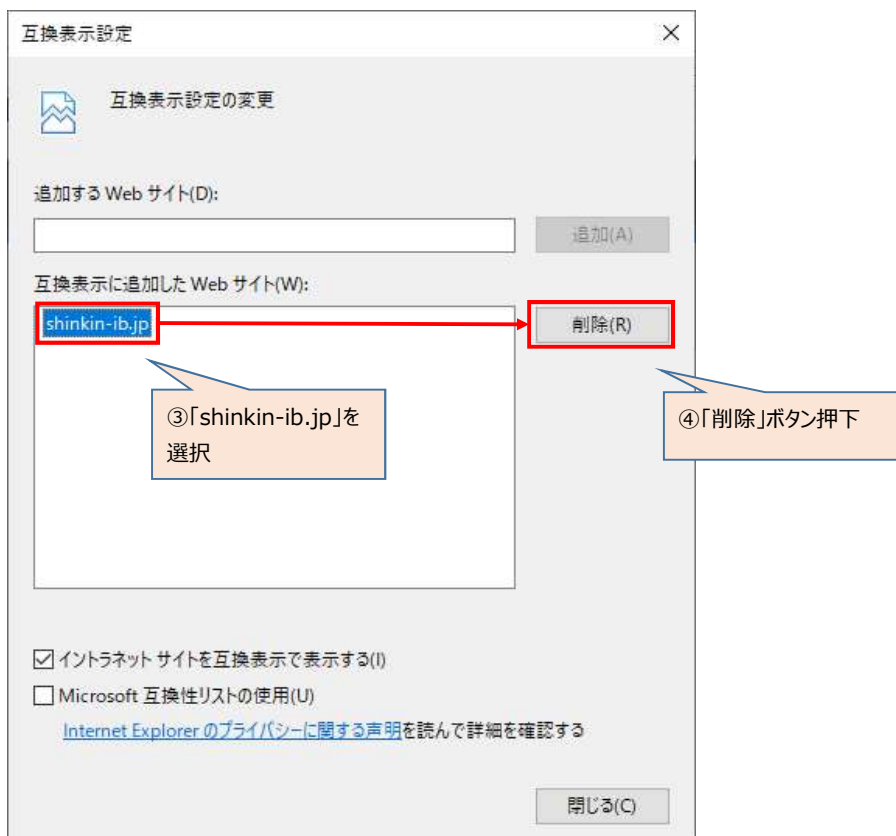 互換表示設定
互換表示設定の変更
追加する Web サイト(D):
追加(A)
互換表示に追加した Web サイト(W):
shinkin-ib.jp
削除(R)
③「shinkin-ib.jp」を
選択
④「削除」ボタン押下
イントラネット サイトを互換表示で表示する(I)
Microsoft 互換性リストの使用(U)
Internet Explorer のプライバシーに関する声明を読んで詳細を確認する
閉じる(C)